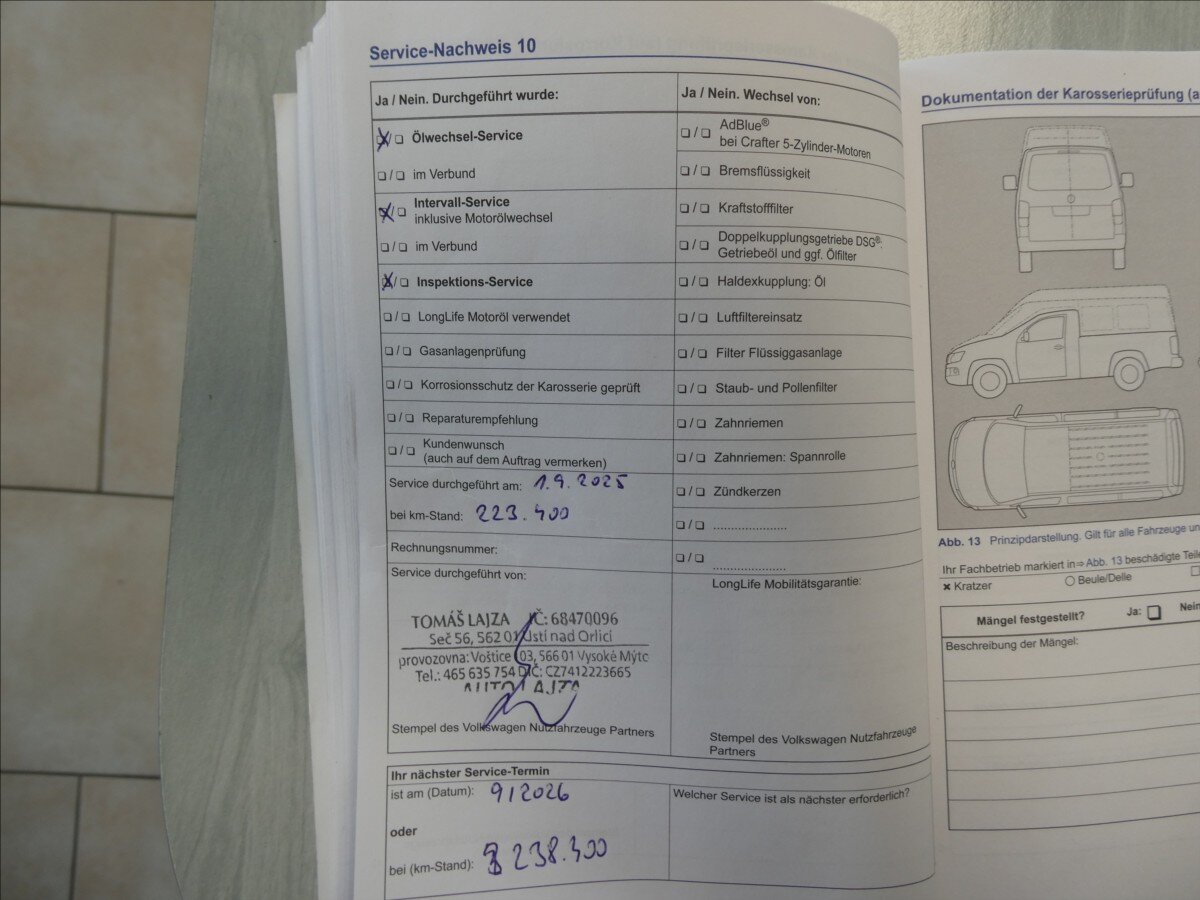 Service-Nachweis 10
Ja / Nein. Durchgeführt wurde:
❏/❏ Ölwechsel-Service
❏/❏ im Verbund
❏/❏ Intervall-Service
inklusive Motorölwechsel
❏/❏ im Verbund
❏/❏ Inspektions-Service
❏/❏ LongLife Motoröl verwendet
❏/❏ Gasanlagenprüfung
❏/❏ Korrosionsschutz der Karosserie geprüft
❏/❏ Reparaturempfehlung
❏/❏ Kundenwunsch
(auch auf dem Auftrag vermerken)
Service durchgeführt am: 1.9.2025
bei km-Stand: 223.400
Rechnungsnummer:
Service durchgeführt von:
TOMÁŠ LAJZA IČ: 68470096
Seč 56, 562 01 Ústí nad Orlicí
provozovna: Voštice 103, 566 01 Vysoké Mýto
Tel.: 465 635 754 DIČ: CZ7412223665
AUTO LAJZA
Stempel des Volkswagen Nutzfahrzeuge Partners
Ja / Nein. Wechsel von:
❏/❏ AdBlue®
bei Crafter 5-Zylinder-Motoren
❏/❏ Bremsflüssigkeit
❏/❏ Kraftstofffilter
❏/❏ Doppelkupplungsgetriebe DSG®:
Getriebeöl und ggf. Ölfilter
❏/❏ Haldexkupplung: Öl
❏/❏ Luftfiltereinsatz
❏/❏ Filter Flüssiggasanlage
❏/❏ Staub- und Pollenfilter
❏/❏ Zahnriemen
❏/❏ Zahnriemen: Spannrolle
❏/❏ Zündkerzen
❏/❏ .....................
❏/❏ .....................
LongLife Mobilitätsgarantie:
Stempel des Volkswagen Nutzfahrzeuge
Partners
Ihr nächster Service-Termin
ist am (Datum): 9/2026
oder
bei (km-Stand): 238.400
Welcher Service ist als nächster erforderlich?
Dokumentation der Karosserieprüfung (a
Abb. 13 Prinzipdarstellung. Gilt für alle Fahrzeuge un
Ihr Fachbetrieb markiert in⇒Abb. 13 beschädigte Teile
✖ Kratzer ○ Beule/Delle
Mängel festgestellt? Ja: ❏ Nein
Beschreibung der Mängel: